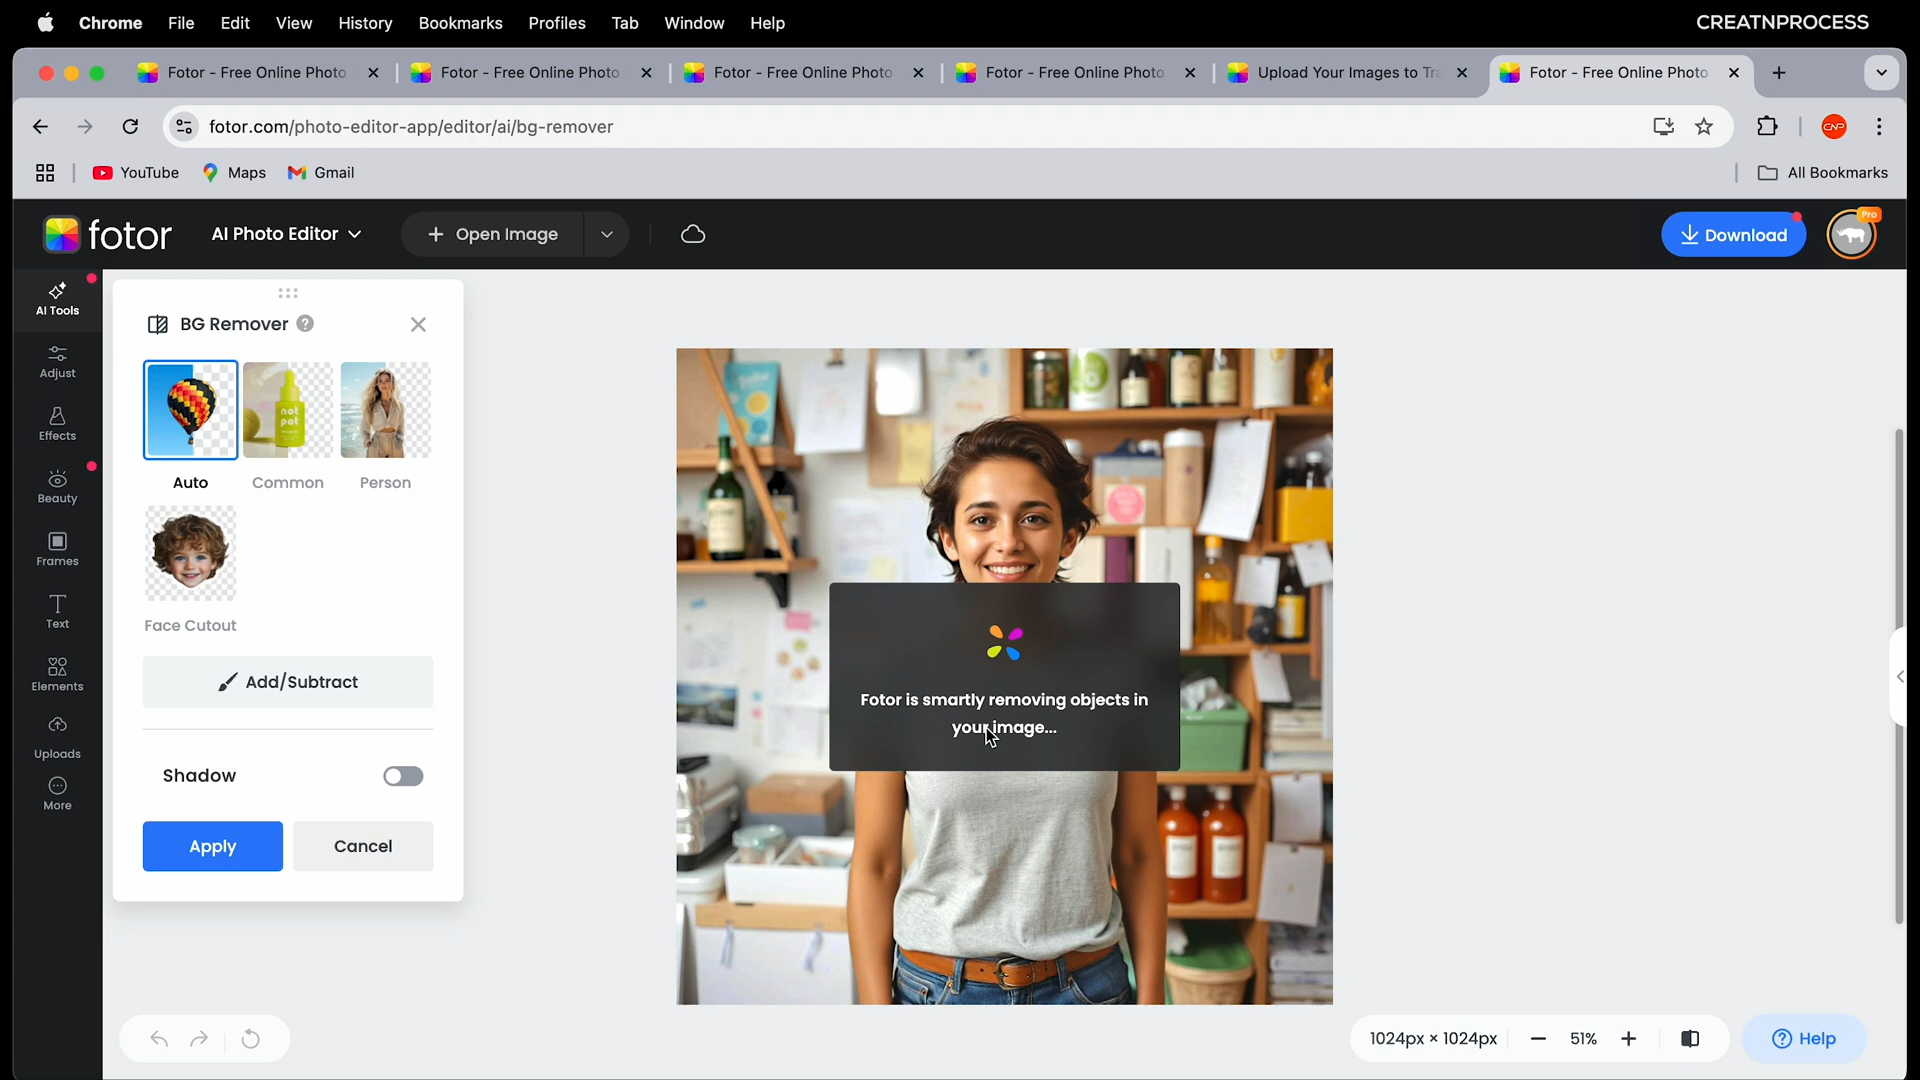 Chrome File Edit View History Bookmarks Profiles Tab Window Help CREATNPROCESS
Fotor - Free Online Photo Fotor - Free Online Photo Fotor - Free Online Photo Fotor - Free Online Photo Upload Your Images to Tra Fotor - Free Online Photo
fotor.com/photo-editor-app/editor/ai/bg-remover CNP
YouTube Maps Gmail All Bookmarks
fotor AI Photo Editor + Open Image Download Pro
AI Tools
Adjust
Effects
Beauty
Frames
Text
Elements
Uploads
More
BG Remover ?
not
pot
Auto Common Person
Face Cutout
Add/Subtract
Shadow
Apply Cancel
Fotor is smartly removing objects in
your image...
1024px × 1024px — 51% + Help